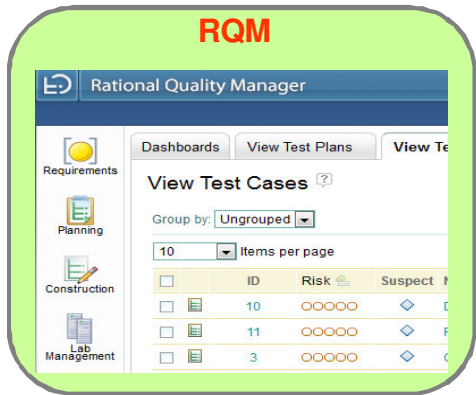 RQM
Rational Quality Manager
Dashboards View Test Plans View Te
Requirements
View Test Cases ?
Group by: Ungrouped
Planning
10 Items per page
Construction
ID Risk Suspect
10
11
Lab
Management
3